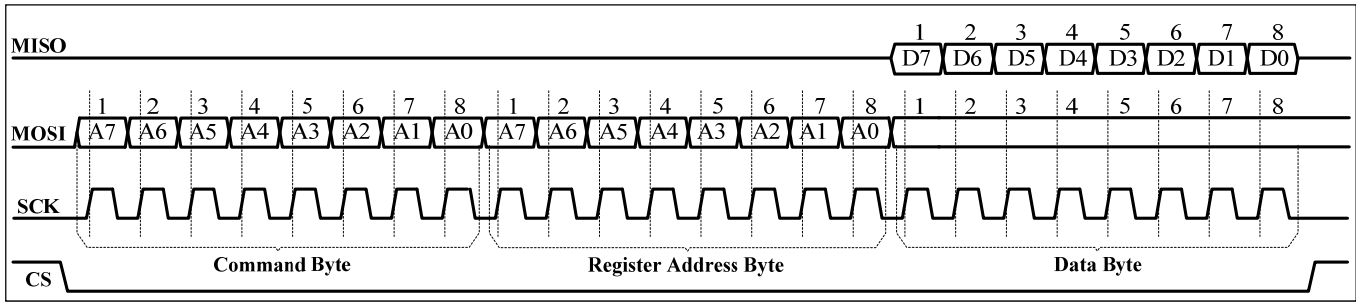 1 2 3 4 5 6 7 8
MISO D7 D6 D5 D4 D3 D2 D1 D0
1 2 3 4 5 6 7 8 1 2 3 4 5 6 7 8 1 2 3 4 5 6 7 8
MOSI A7 A6 A5 A4 A3 A2 A1 A0 A7 A6 A5 A4 A3 A2 A1 A0
SCK
Command Byte Register Address Byte Data Byte
CS